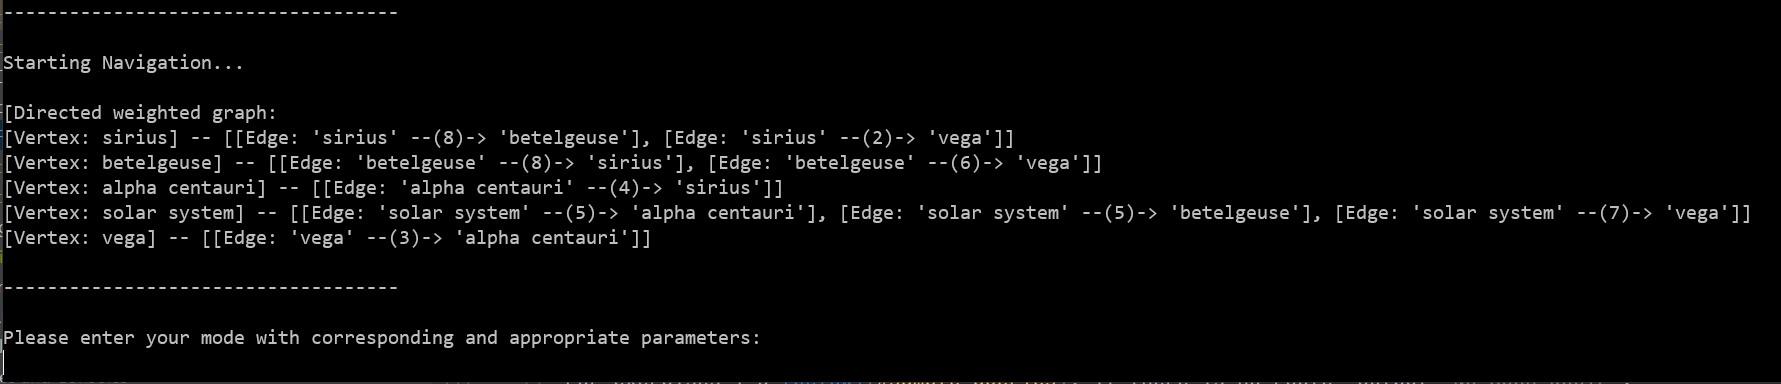 ------------------------------------
Starting Navigation...
[Directed weighted graph:
[Vertex: sirius] -- [[Edge: 'sirius' --(8)-> 'betelgeuse'], [Edge: 'sirius' --(2)-> 'vega']]
[Vertex: betelgeuse] -- [[Edge: 'betelgeuse' --(8)-> 'sirius'], [Edge: 'betelgeuse' --(6)-> 'vega']]
[Vertex: alpha centauri] -- [[Edge: 'alpha centauri' --(4)-> 'sirius']]
[Vertex: solar system] -- [[Edge: 'solar system' --(5)-> 'alpha centauri'], [Edge: 'solar system' --(5)-> 'betelgeuse'], [Edge: 'solar system' --(7)-> 'vega']]
[Vertex: vega] -- [[Edge: 'vega' --(3)-> 'alpha centauri']]
------------------------------------
Please enter your mode with corresponding and appropriate parameters: